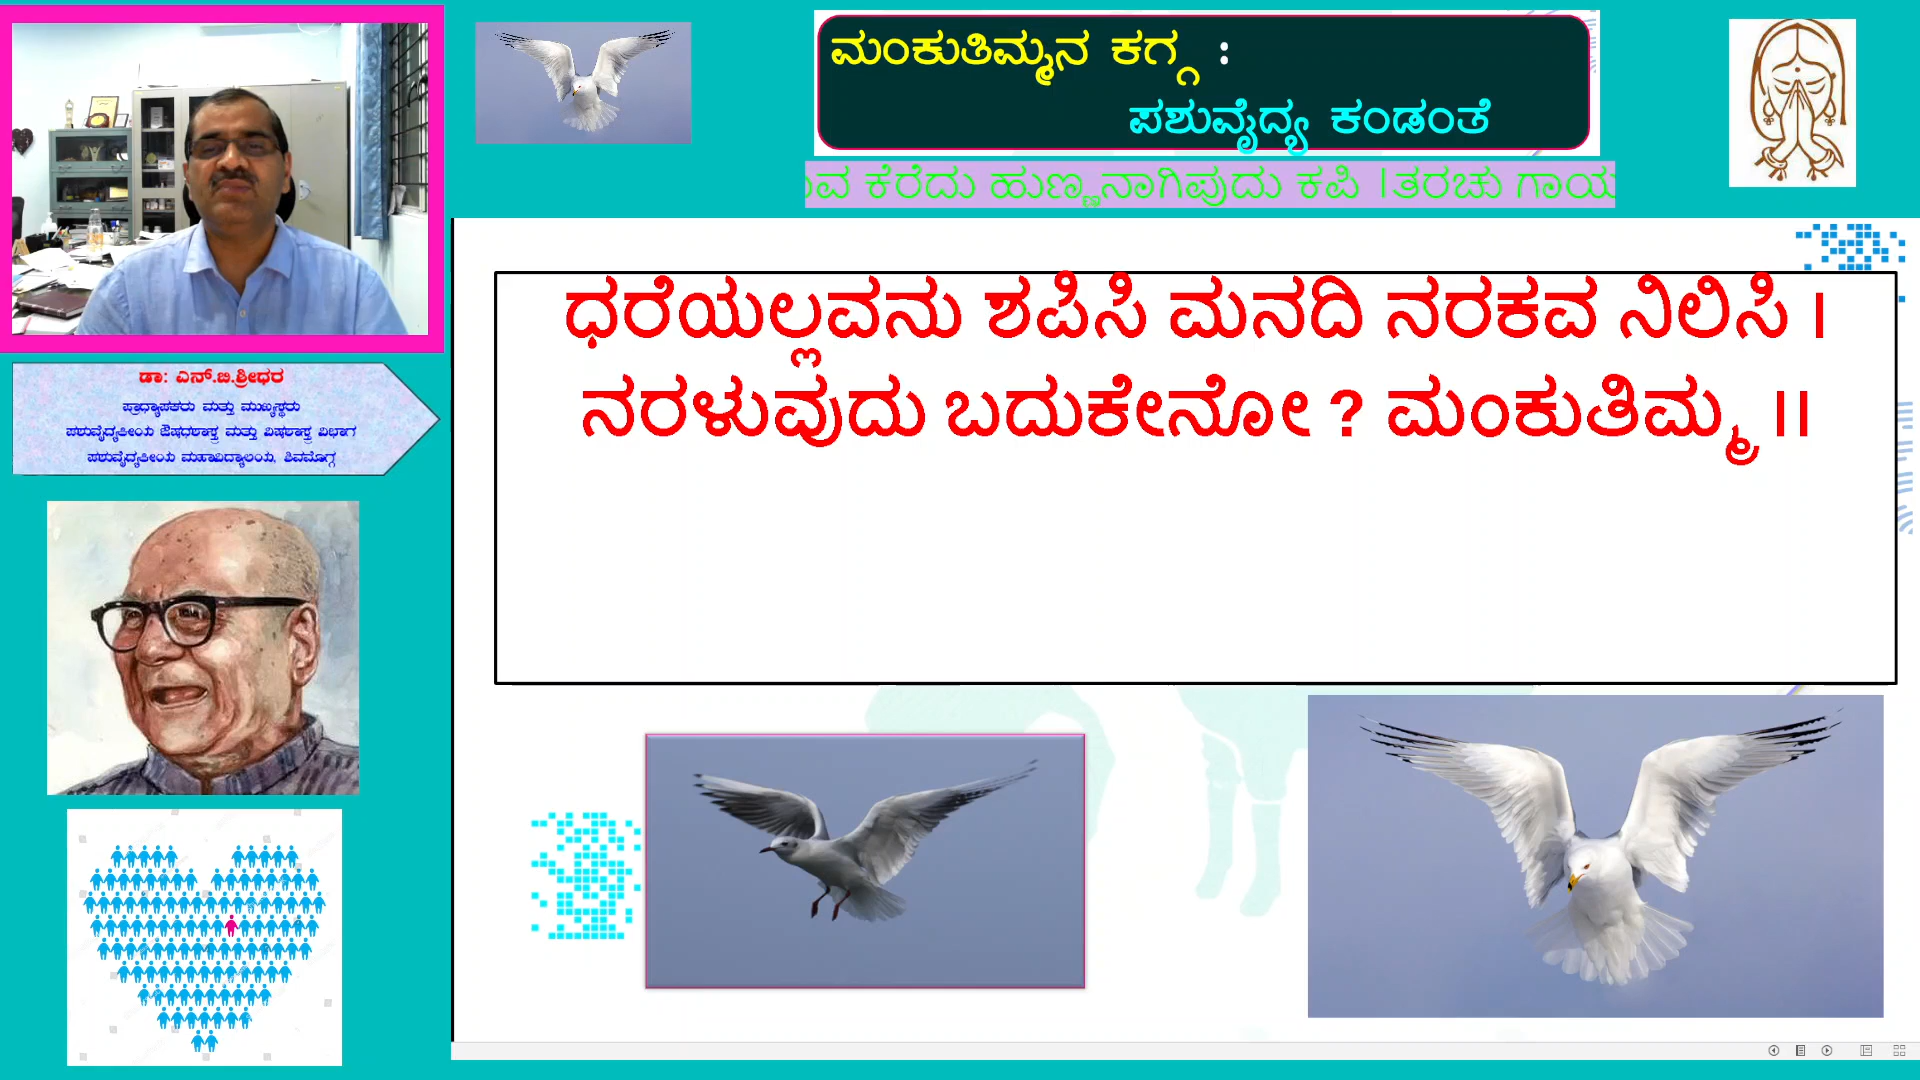 ಮಂಕುತಿಮ್ಮನ ಕಗ್ಗ :
ಪಶುವೈದ್ಯ ಕಂಡಂತೆ
ಕೆರೆದು ಹುಣ್ಣನಾಗಿಪುದು ಕಪಿ ।ತರಚು
ಧರೆಯಲ್ಲವನು ಶಪಿಸಿ ಮನದಿ ನರಕವ ನಿಲಿಸಿ ।
ನರಳುವುದು ಬದುಕೇನೋ ? ಮಂಕುತಿಮ್ಮ ।।
ಡಾ: ಎನ್.ಬಿ.ಶ್ರೀಧರ
ಪ್ರಾಧ್ಯಾಪಕರು ಮತ್ತು ಮುಖ್ಯಸ್ಥರು
ಪಶುವೈದ್ಯಕೀಯ ಔಷಧಶಾಸ್ತ್ರ ಮತ್ತು ವಿಷಶಾಸ್ತ್ರ ವಿಭಾಗ
ಪಶುವೈದ್ಯಕೀಯ ಮಹಾವಿದ್ಯಾಲಯ, ಶಿವಮೊಗ್ಗ